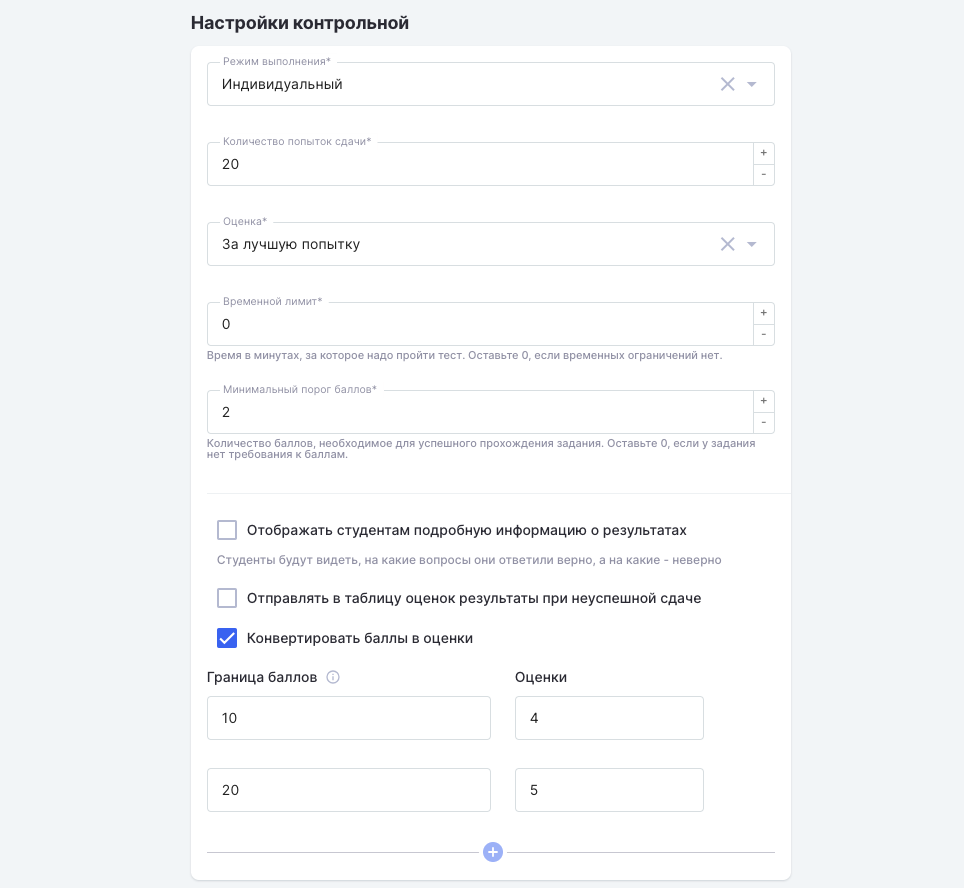 Настройки контрольной
Режим выполнения*
Индивидуальный
Количество попыток сдачи*
20
+
-
Оценка*
За лучшую попытку
Временной лимит*
0
+
-
Время в минутах, за которое надо пройти тест. Оставьте 0, если временных ограничений нет.
Минимальный порог баллов*
2
+
-
Количество баллов, необходимое для успешного прохождения задания. Оставьте 0, если у задания
нет требования к баллам.
Отображать студентам подробную информацию о результатах
Студенты будут видеть, на какие вопросы они ответили верно, а на какие - неверно
Отправлять в таблицу оценок результаты при неуспешной сдаче
Конвертировать баллы в оценки
Граница баллов Оценки
10 4
20 5